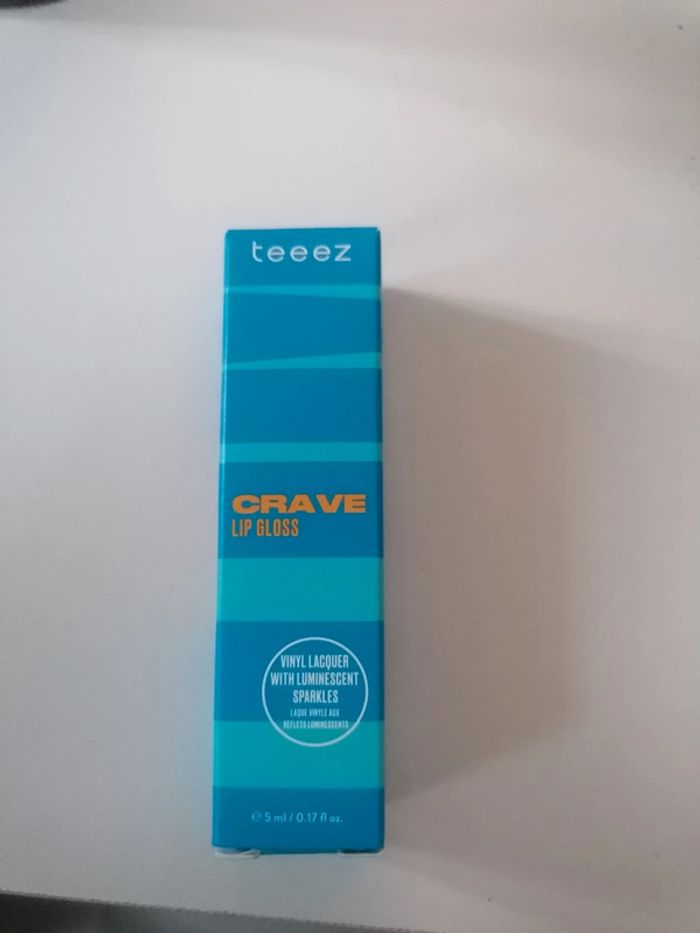 teeez
CRAVE
LIP GLOSS
VINYL LACQUER
WITH LUMINESCENT
SPARKLES
LAQUE VINYLE AUX
REFLETS LUMINESCENTS
℮ 5 ml / 0.17 fl oz.